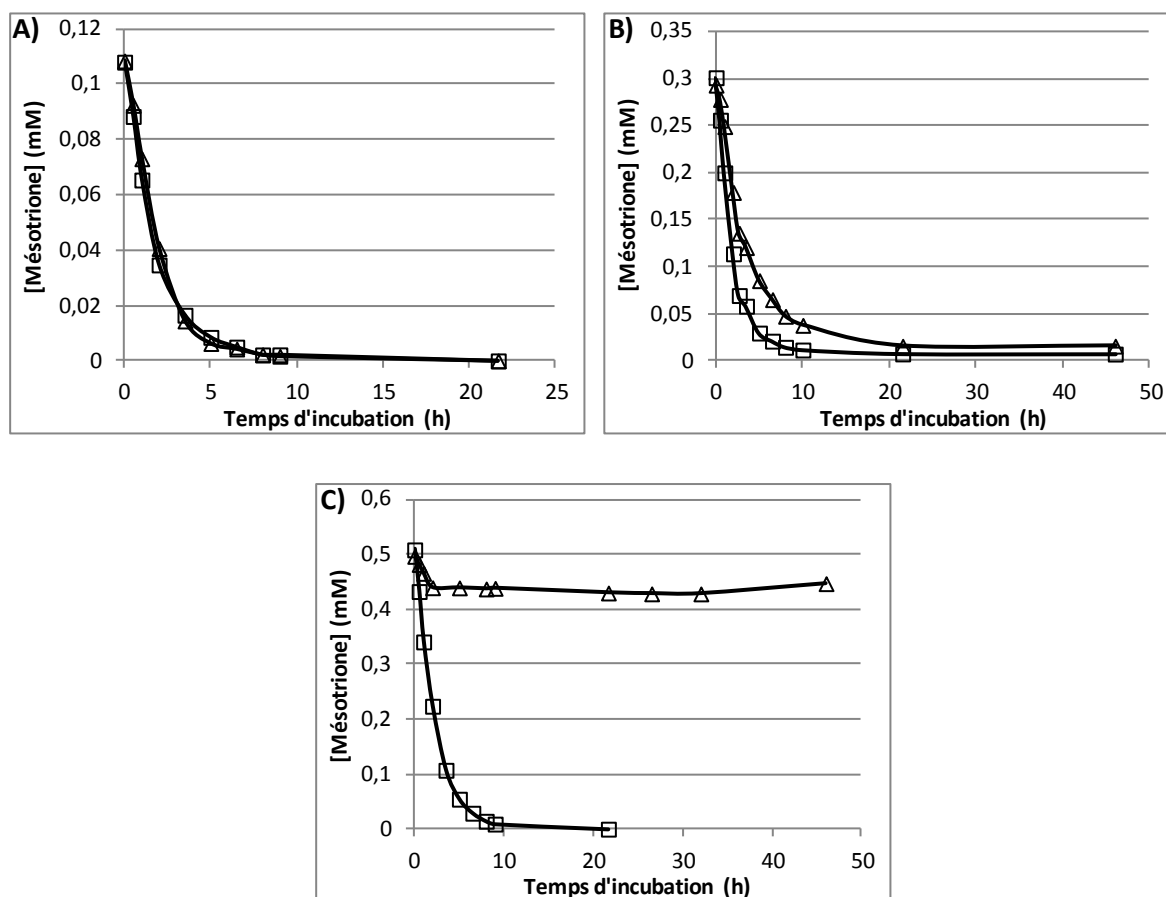 A)
[Mésotrione] (mM)
0,12
0,1
0,08
0,06
0,04
0,02
0
0 5 10 15 20 25
Temps d'incubation (h)
B)
[Mésotrione] (mM)
0,35
0,3
0,25
0,2
0,15
0,1
0,05
0
0 10 20 30 40 50
Temps d'incubation (h)
C)
[Mésotrione] (mM)
0,6
0,5
0,4
0,3
0,2
0,1
0
0 10 20 30 40 50
Temps d'incubation (h)